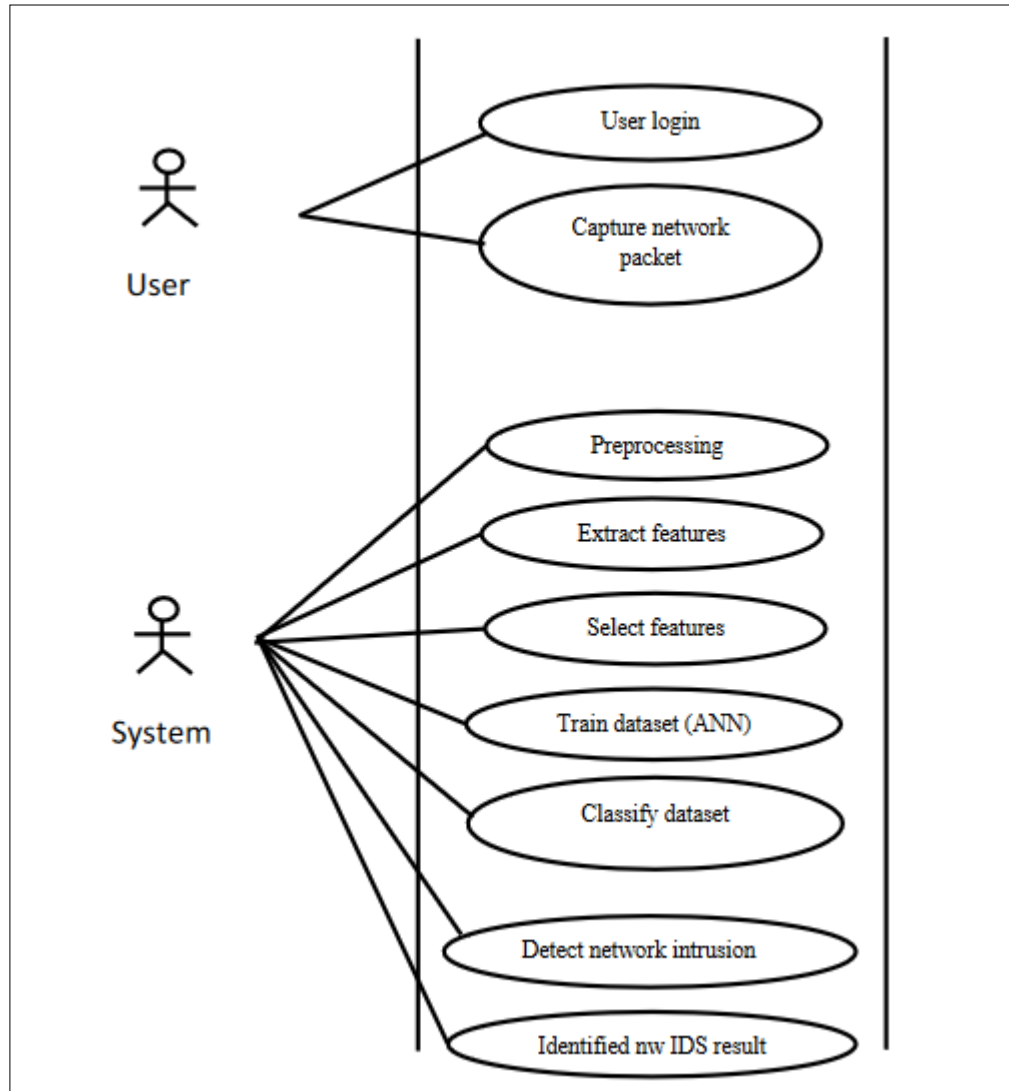 User login
Capture network
packet
User
Preprocessing
Extract features
Select features
System
Train dataset (ANN)
Classify dataset
Detect network intrusion
Identified nw IDS result